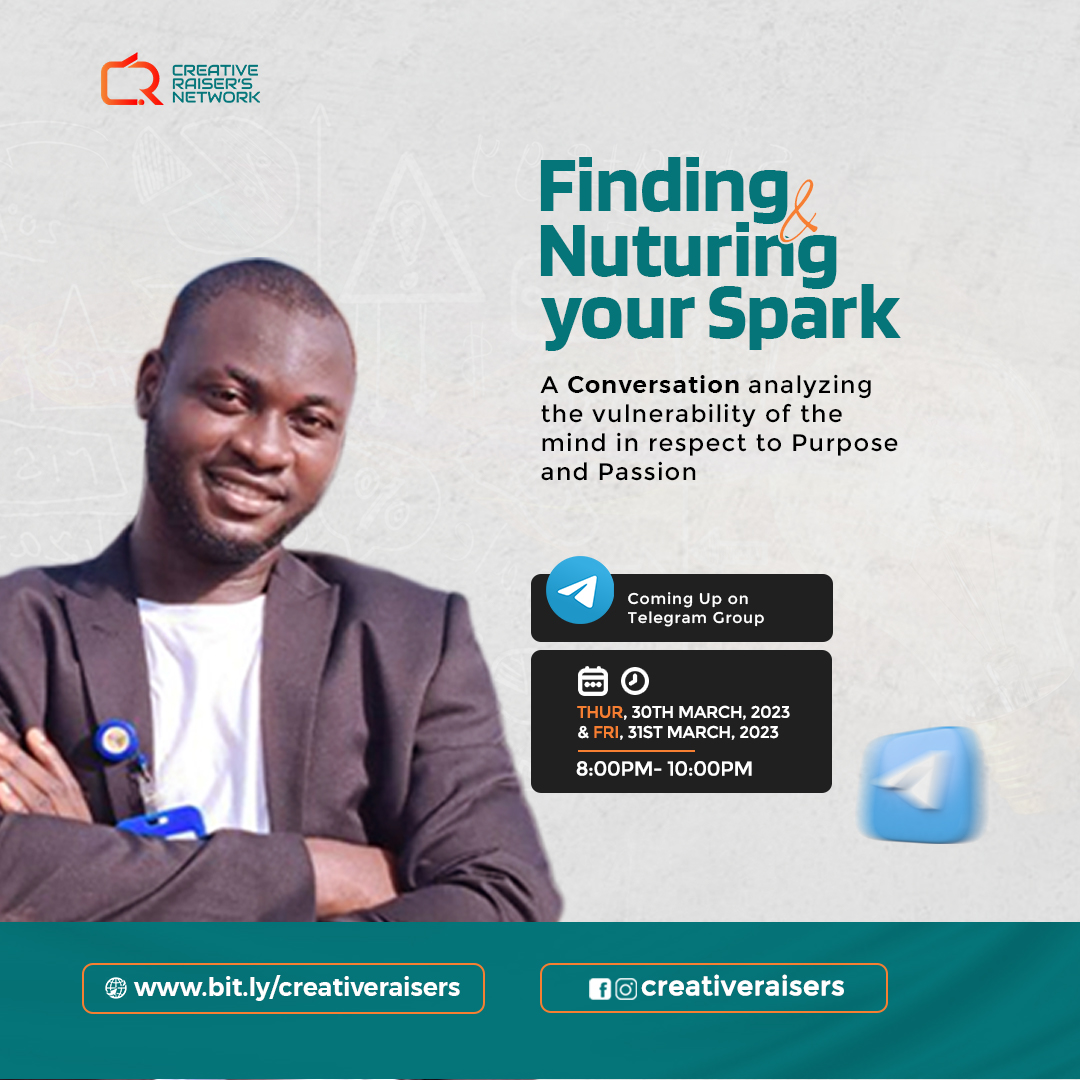 CREATIVE
RAISER'S
NETWORK
Finding &
Nuturing
your Spark
A Conversation analyzing
the vulnerability of the
mind in respect to Purpose
and Passion
Coming Up on
Telegram Group
THUR, 30TH MARCH, 2023
& FRI, 31ST MARCH, 2023
8:00PM- 10:00PM
www.bit.ly/creativeraisers
creativeraisers